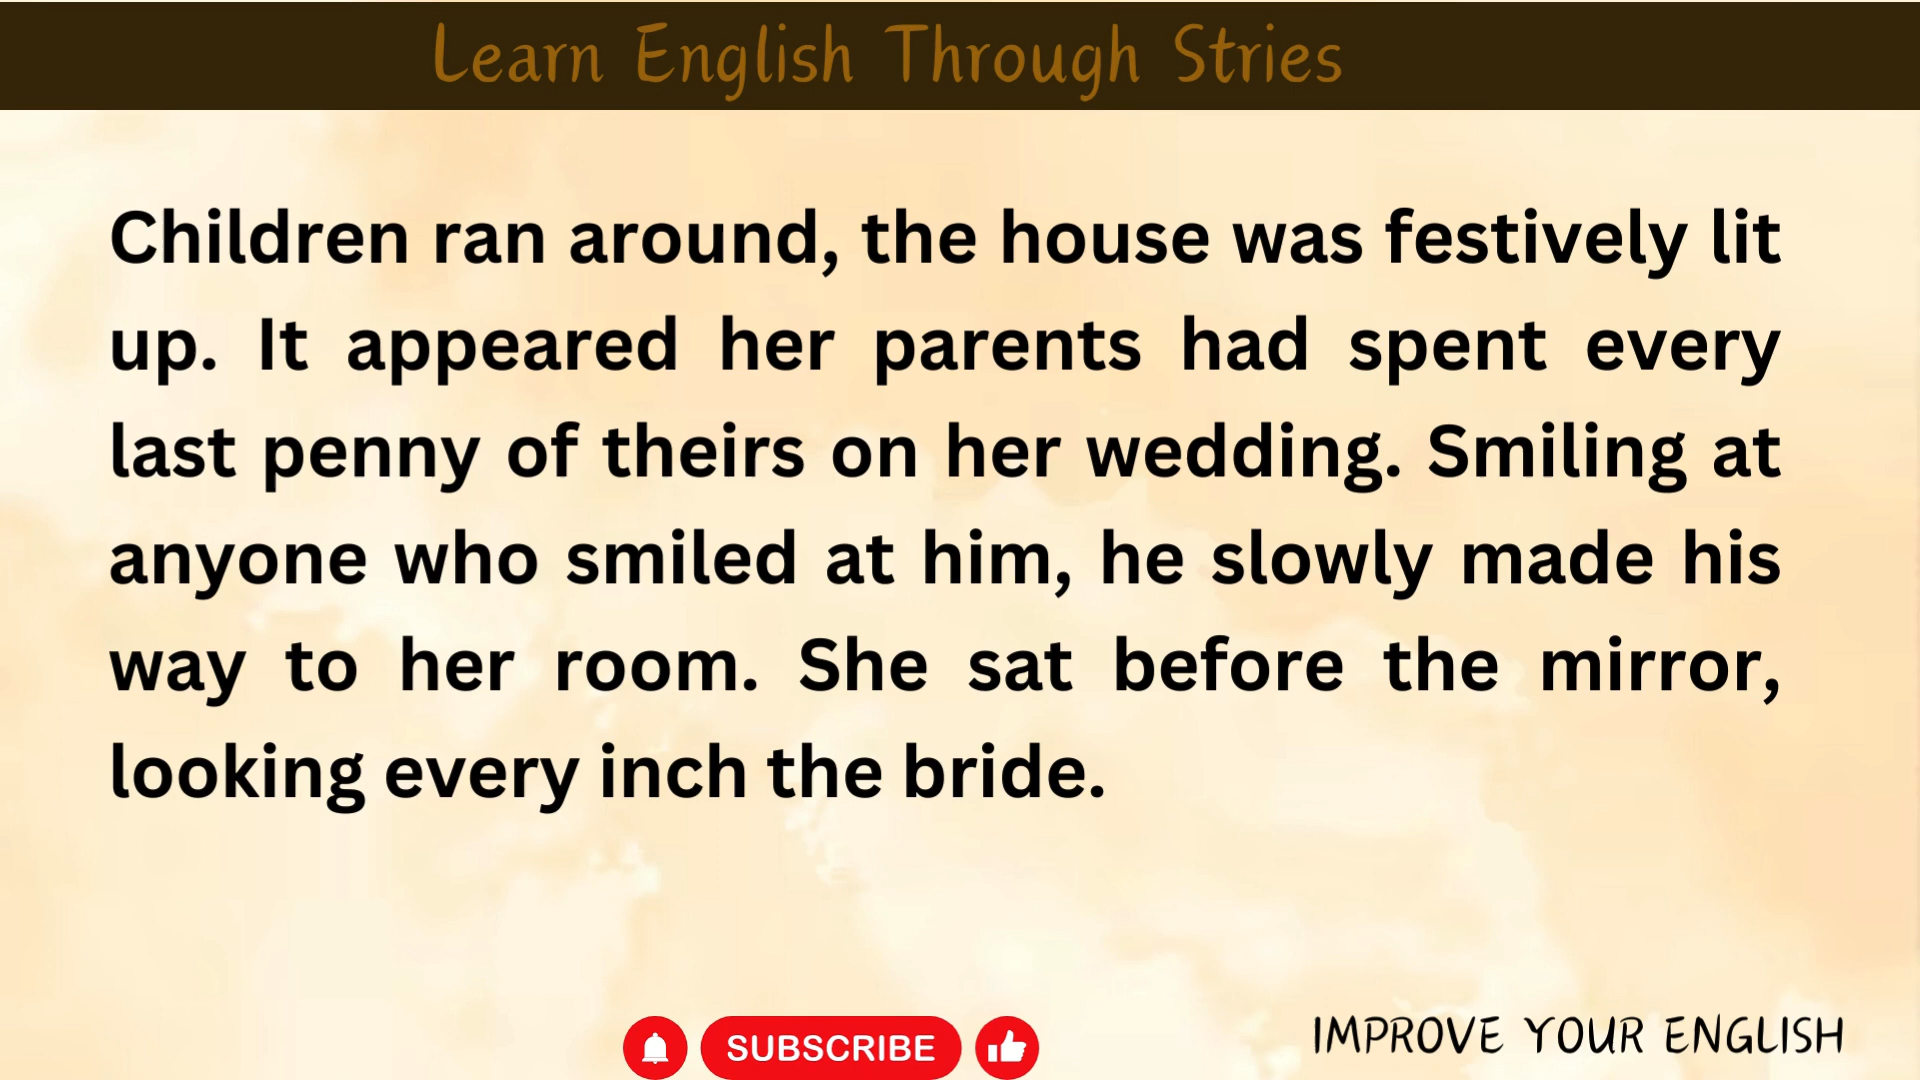 Learn English Through Stries
Children ran around, the house was festively lit
up. It appeared her parents had spent every
last penny of theirs on her wedding. Smiling at
anyone who smiled at him, he slowly made his
way to her room. She sat before the mirror,
looking every inch the bride.
SUBSCRIBE
IMPROVE YOUR ENGLISH